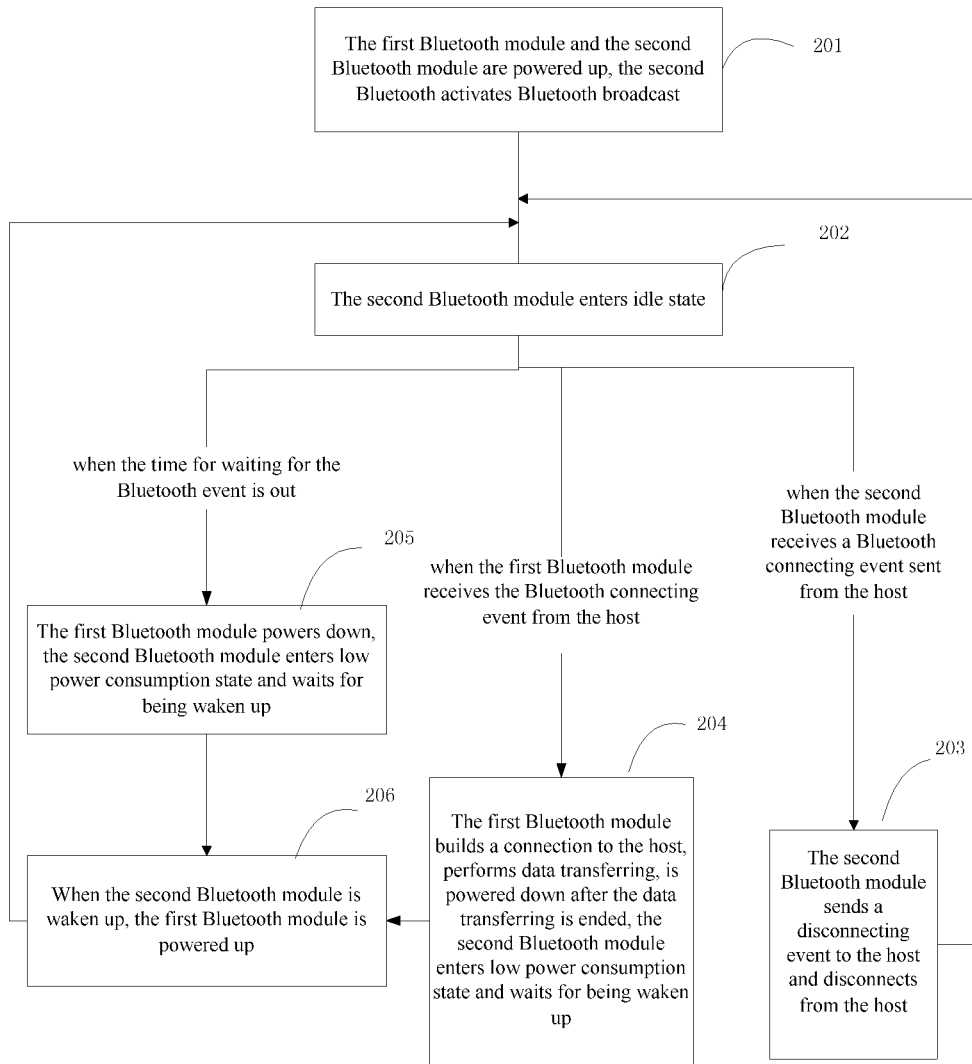 The first Bluetooth module and the second
Bluetooth module are powered up, the second
Bluetooth activates Bluetooth broadcast
201
202
The second Bluetooth module enters idle state
when the time for waiting for the
Bluetooth event is out
205
The first Bluetooth module powers down,
the second Bluetooth module enters low
power consumption state and waits for
being waken up
when the first Bluetooth module
receives the Bluetooth connecting
event from the host
when the second
Bluetooth module
receives a Bluetooth
connecting event sent
from the host
206
When the second Bluetooth module is
waken up, the first Bluetooth module is
powered up
204
The first Bluetooth module
builds a connection to the host,
performs data transferring, is
powered down after the data
transferring is ended, the
second Bluetooth module
enters low power consumption
state and waits for being waken
up
203
The second
Bluetooth module
sends a
disconnecting
event to the host
and disconnects
from the host